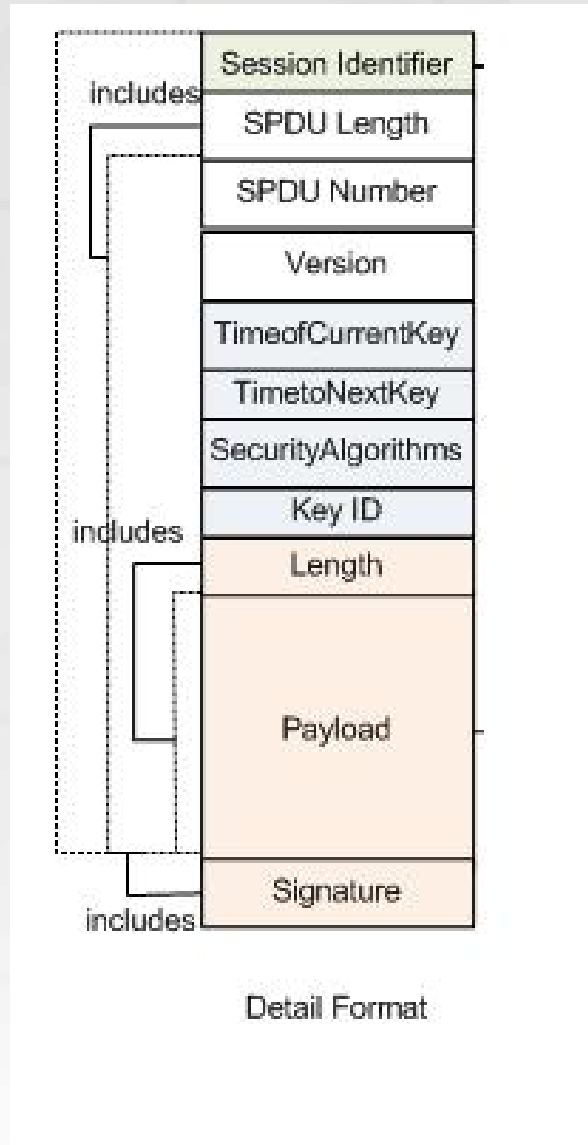 Session Identifier
includes
SPDU Length
SPDU Number
Version
TimeofCurrentKey
TimetoNextKey
SecurityAlgorithms
Key ID
includes
Length
Payload
Signature
includes
Detail Format